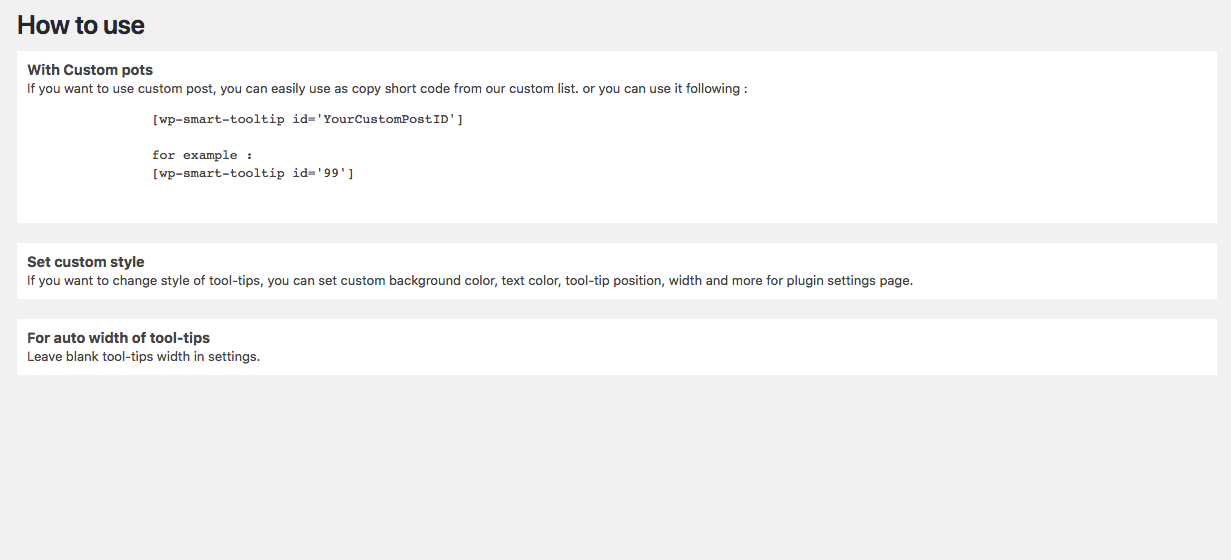 How to use
With Custom pots
If you want to use custom post, you can easily use as copy short code from our custom list. or you can use it following :
[wp-smart-tooltip id='YourCustomPostID']
for example :
[wp-smart-tooltip id='99']
Set custom style
If you want to change style of tool-tips, you can set custom background color, text color, tool-tip position, width and more for plugin settings page.
For auto width of tool-tips
Leave blank tool-tips width in settings.